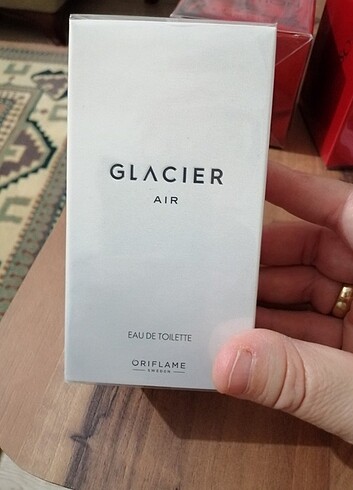 GLACIER
AIR
EAU DE TOILETTE
ORIFLAME
SWEDEN